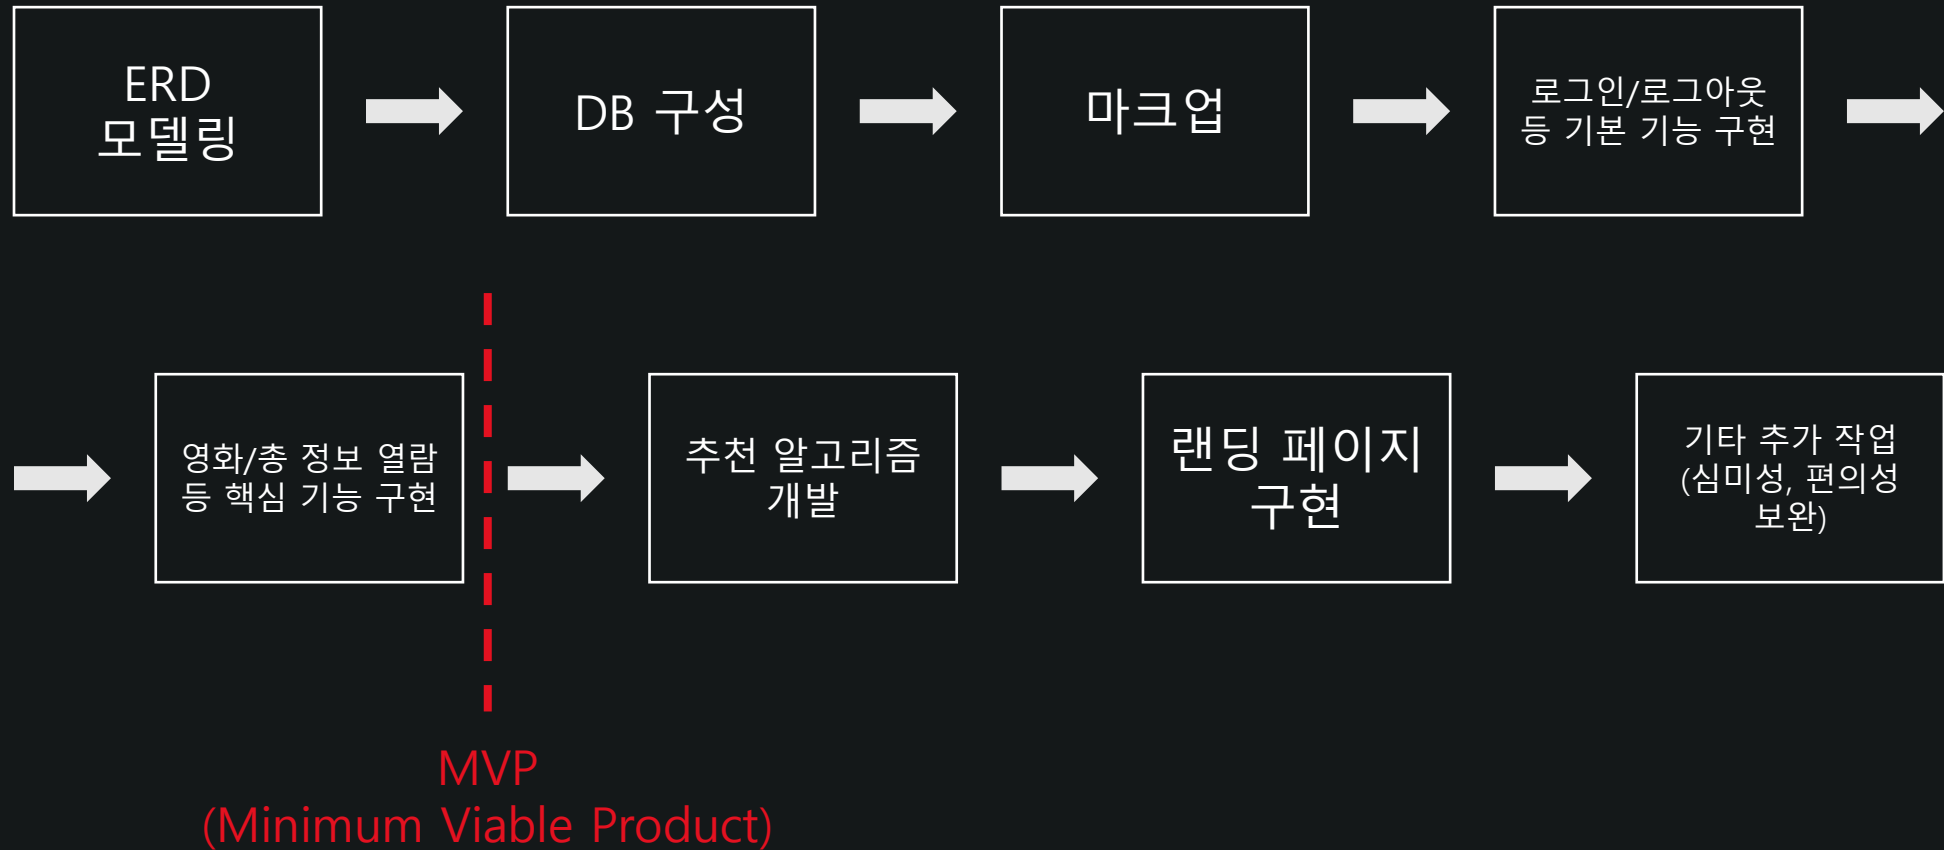 ERD
모델링
DB 구성
마크업
로그인/로그아웃
등 기본 기능 구현
영화/총 정보 열람
등 핵심 기능 구현
추천 알고리즘
개발
랜딩 페이지
구현
기타 추가 작업
(심미성, 편의성
보완)
MVP
(Minimum Viable Product)